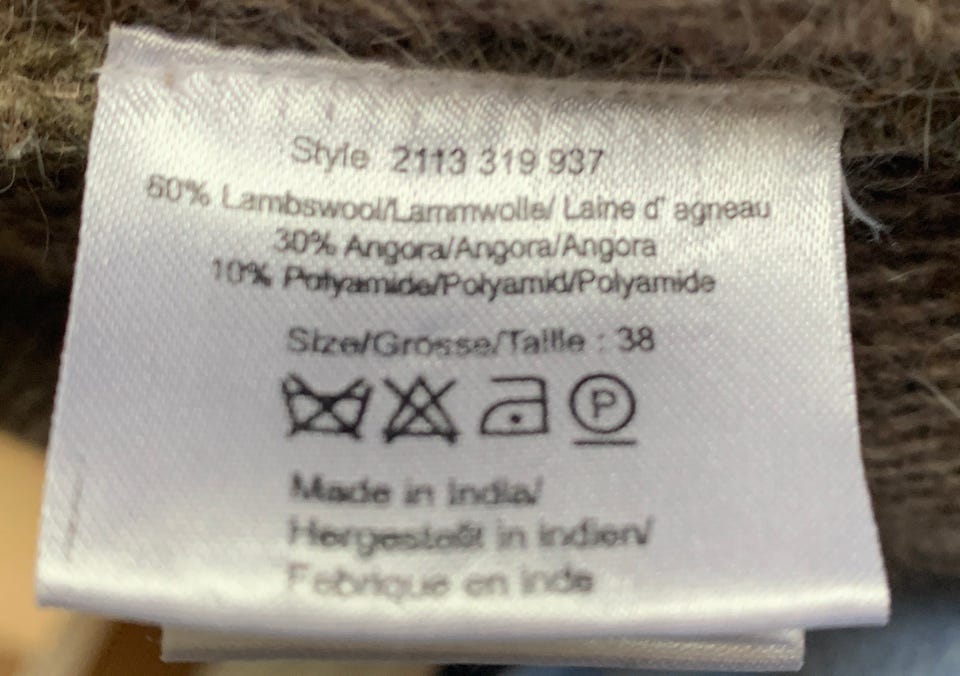 Style 2113 319 937
60% Lambswool/Lammwolle/ Laine d' agneau
30% Angora/Angora/Angora
10% Polyamide/Polyamid/Polyamide
Size/Grosse/Taille : 38
P
Made in India/
Hergestellt in indien/
Fabrique en inde